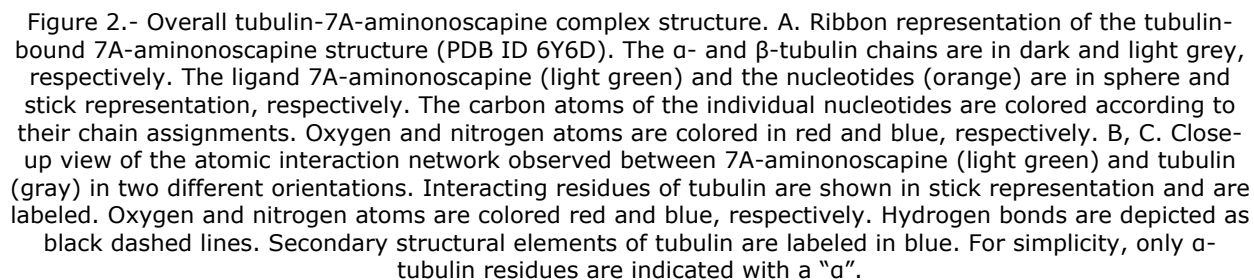 Figure 2.- Overall tubulin-7A-aminonoscapine complex structure. A. Ribbon representation of the tubulin-
bound 7A-aminonoscapine structure (PDB ID 6Y6D). The α- and β-tubulin chains are in dark and light grey,
respectively. The ligand 7A-aminonoscapine (light green) and the nucleotides (orange) are in sphere and
stick representation, respectively. The carbon atoms of the individual nucleotides are colored according to
their chain assignments. Oxygen and nitrogen atoms are colored in red and blue, respectively. B, C. Close-
up view of the atomic interaction network observed between 7A-aminonoscapine (light green) and tubulin
(gray) in two different orientations. Interacting residues of tubulin are shown in stick representation and are
labeled. Oxygen and nitrogen atoms are colored red and blue, respectively. Hydrogen bonds are depicted as
black dashed lines. Secondary structural elements of tubulin are labeled in blue. For simplicity, only α-
tubulin residues are indicated with a “α”.